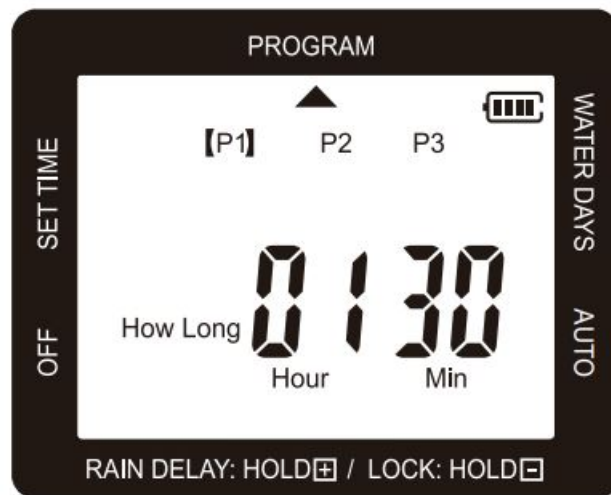 PROGRAM
【P1】 P2 P3
SET TIME
WATER DAYS
How Long 01 30
Hour Min
OFF
AUTO
RAIN DELAY: HOLD⊞ / LOCK: HOLD⊟